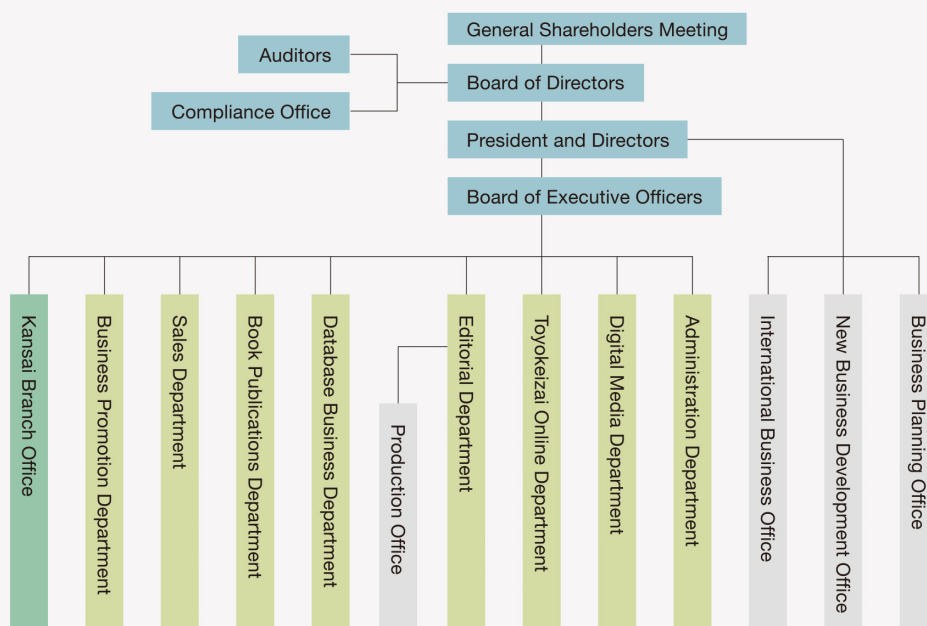 General Shareholders Meeting
Auditors
Board of Directors
Compliance Office
President and Directors
Board of Executive Officers
Kansai Branch Office
Business Promotion Department
Sales Department
Book Publications Department
Database Business Department
Production Office
Editorial Department
Toyokeizai Online Department
Digital Media Department
Administration Department
International Business Office
New Business Development Office
Business Planning Office